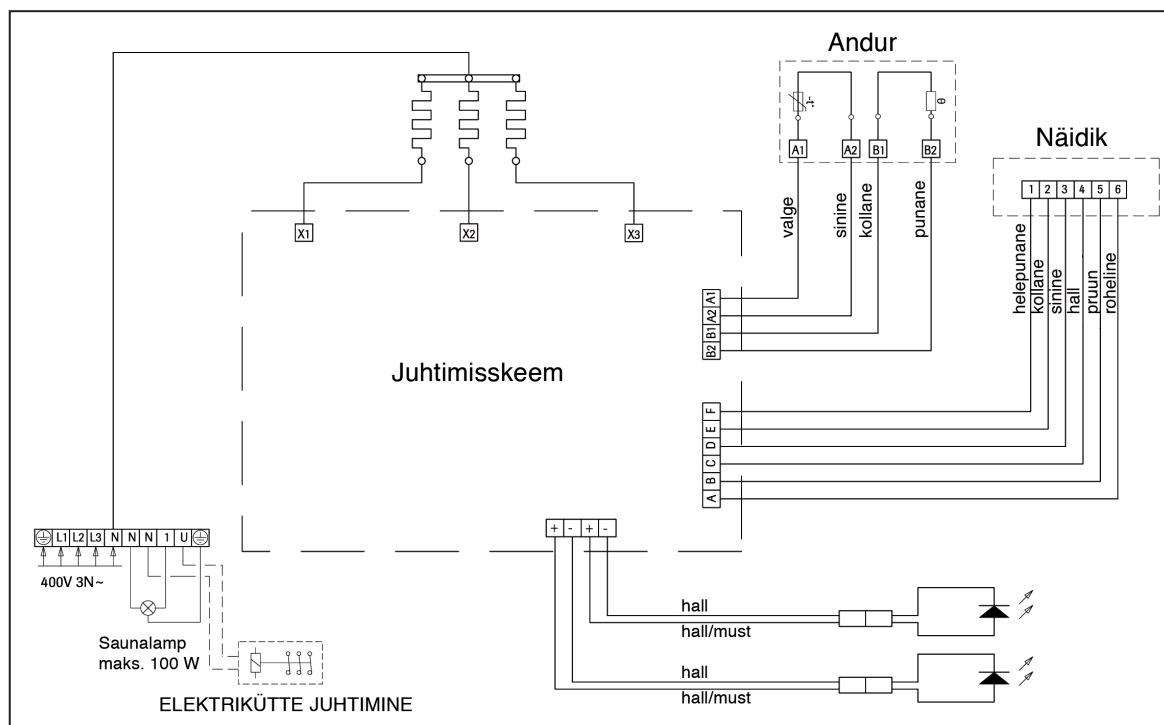 Andur
-t°
θ
A1 A2 B1 B2
Näidik
1 2 3 4 5 6
valge
sinine
kollane
punane
helepunane
kollane
sinine
hall
pruun
roheline
X1 X2 X3
A1
A2
B1
B2
Juhtimisskeem
F
E
D
C
B
A
L1 L2 L3 N N N 1 U
400V 3N~
+ - + -
Saunalamp
maks. 100 W
ELEKTRIKÜTTE JUHTIMINE
hall
hall/must
hall
hall/must